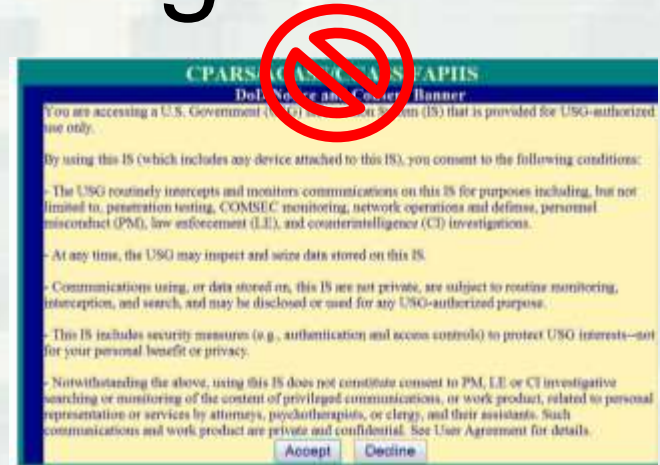 g
CPARS/ACASS/CCASS/FAPIIS
DoD Notice and Consent Banner
You are accessing a U.S. Government (USG) Information System (IS) that is provided for USG-authorized
use only.
By using this IS (which includes any device attached to this IS), you consent to the following conditions:
- The USG routinely intercepts and monitors communications on this IS for purposes including, but not
limited to, penetration testing, COMSEC monitoring, network operations and defense, personnel
misconduct (PM), law enforcement (LE), and counterintelligence (CI) investigations.
- At any time, the USG may inspect and seize data stored on this IS.
- Communications using, or data stored on, this IS are not private, are subject to routine monitoring,
interception, and search, and may be disclosed or used for any USG-authorized purpose.
- This IS includes security measures (e.g., authentication and access controls) to protect USG interests--not
for your personal benefit or privacy.
- Notwithstanding the above, using this IS does not constitute consent to PM, LE or CI investigative
searching or monitoring of the content of privileged communications, or work product, related to personal
representation or services by attorneys, psychotherapists, or clergy, and their assistants. Such
communications and work product are private and confidential. See User Agreement for details.
Accept Decline